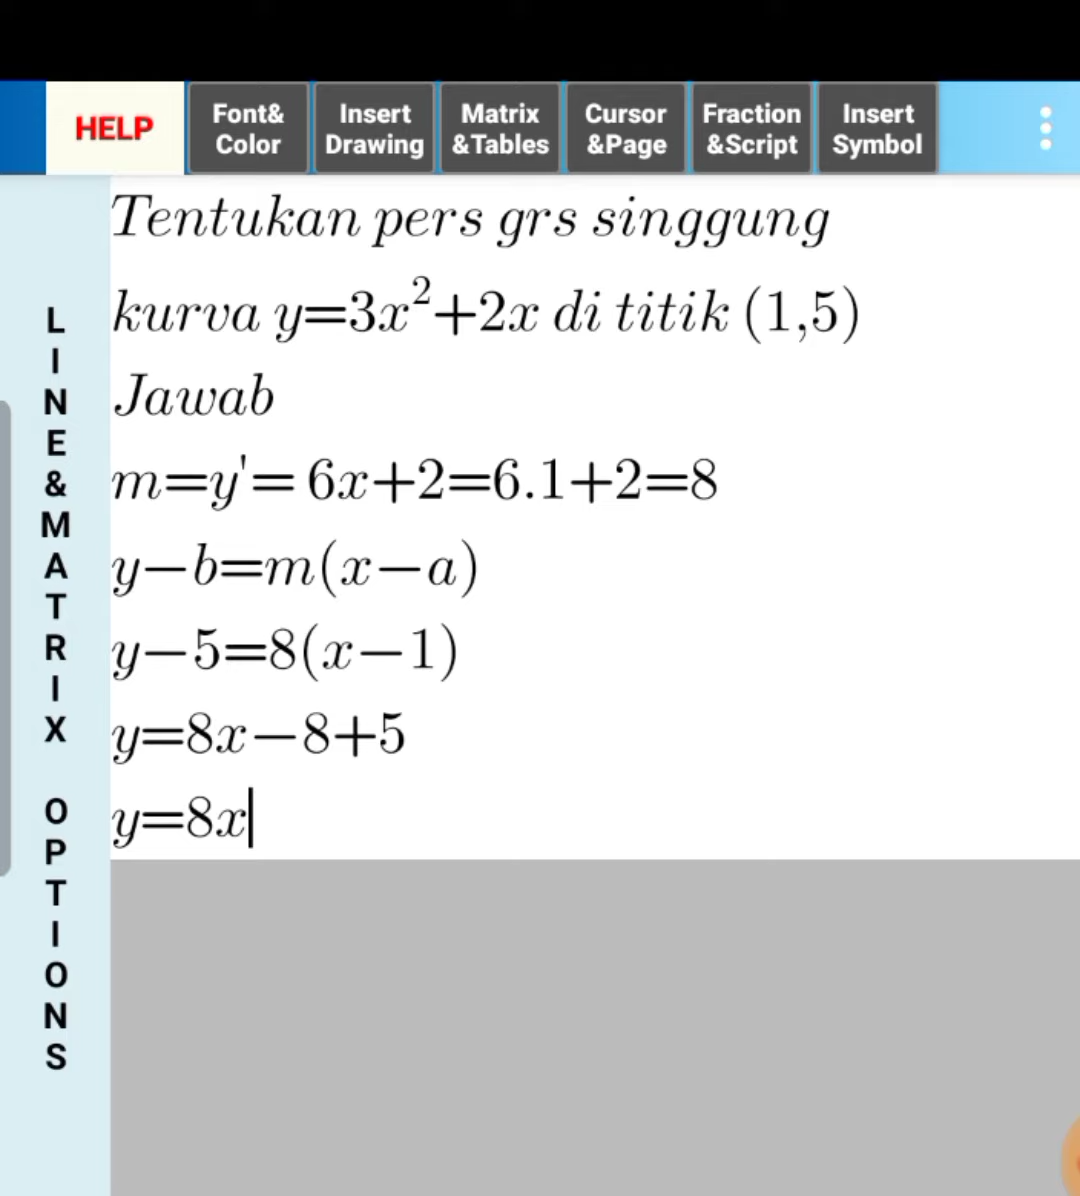 HELP
Font&
Color
Insert
Drawing
Matrix
&Tables
Cursor
&Page
Fraction
&Script
Insert
Symbol
LINE&MATRIX OPTIONS
Tentukan pers grs singgung
kurva y=3x²+2x di titik (1,5)
Jawab
m=y'= 6x+2=6.1+2=8
y−b=m(x−a)
y−5=8(x−1)
y=8x−8+5
y=8x